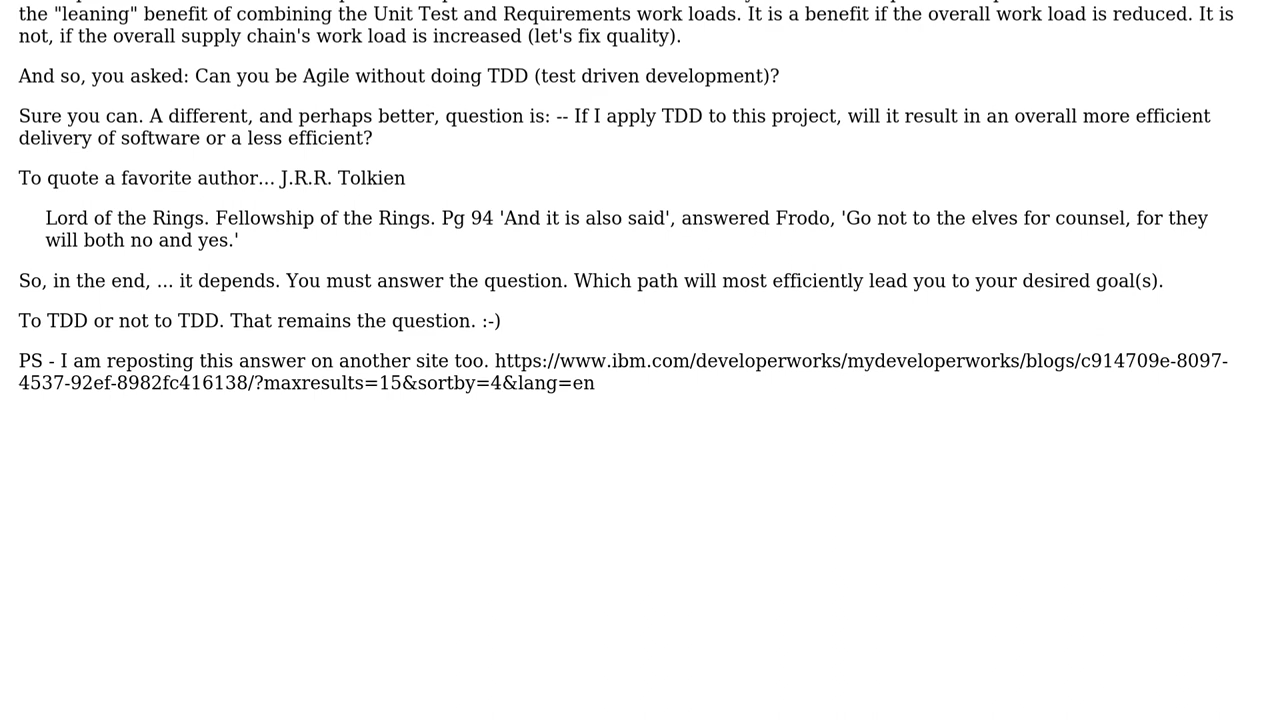 the "leaning" benefit of combining the Unit Test and Requirements work loads. It is a benefit if the overall work load is reduced. It is
not, if the overall supply chain's work load is increased (let's fix quality).
And so, you asked: Can you be Agile without doing TDD (test driven development)?
Sure you can. A different, and perhaps better, question is: -- If I apply TDD to this project, will it result in an overall more efficient
delivery of software or a less efficient?
To quote a favorite author... J.R.R. Tolkien
Lord of the Rings. Fellowship of the Rings. Pg 94 'And it is also said', answered Frodo, 'Go not to the elves for counsel, for they
will both no and yes.'
So, in the end, ... it depends. You must answer the question. Which path will most efficiently lead you to your desired goal(s).
To TDD or not to TDD. That remains the question. :-)
PS - I am reposting this answer on another site too. https://www.ibm.com/developerworks/mydeveloperworks/blogs/c914709e-8097-
4537-92ef-8982fc416138/?maxresults=15&sortby=4&lang=en